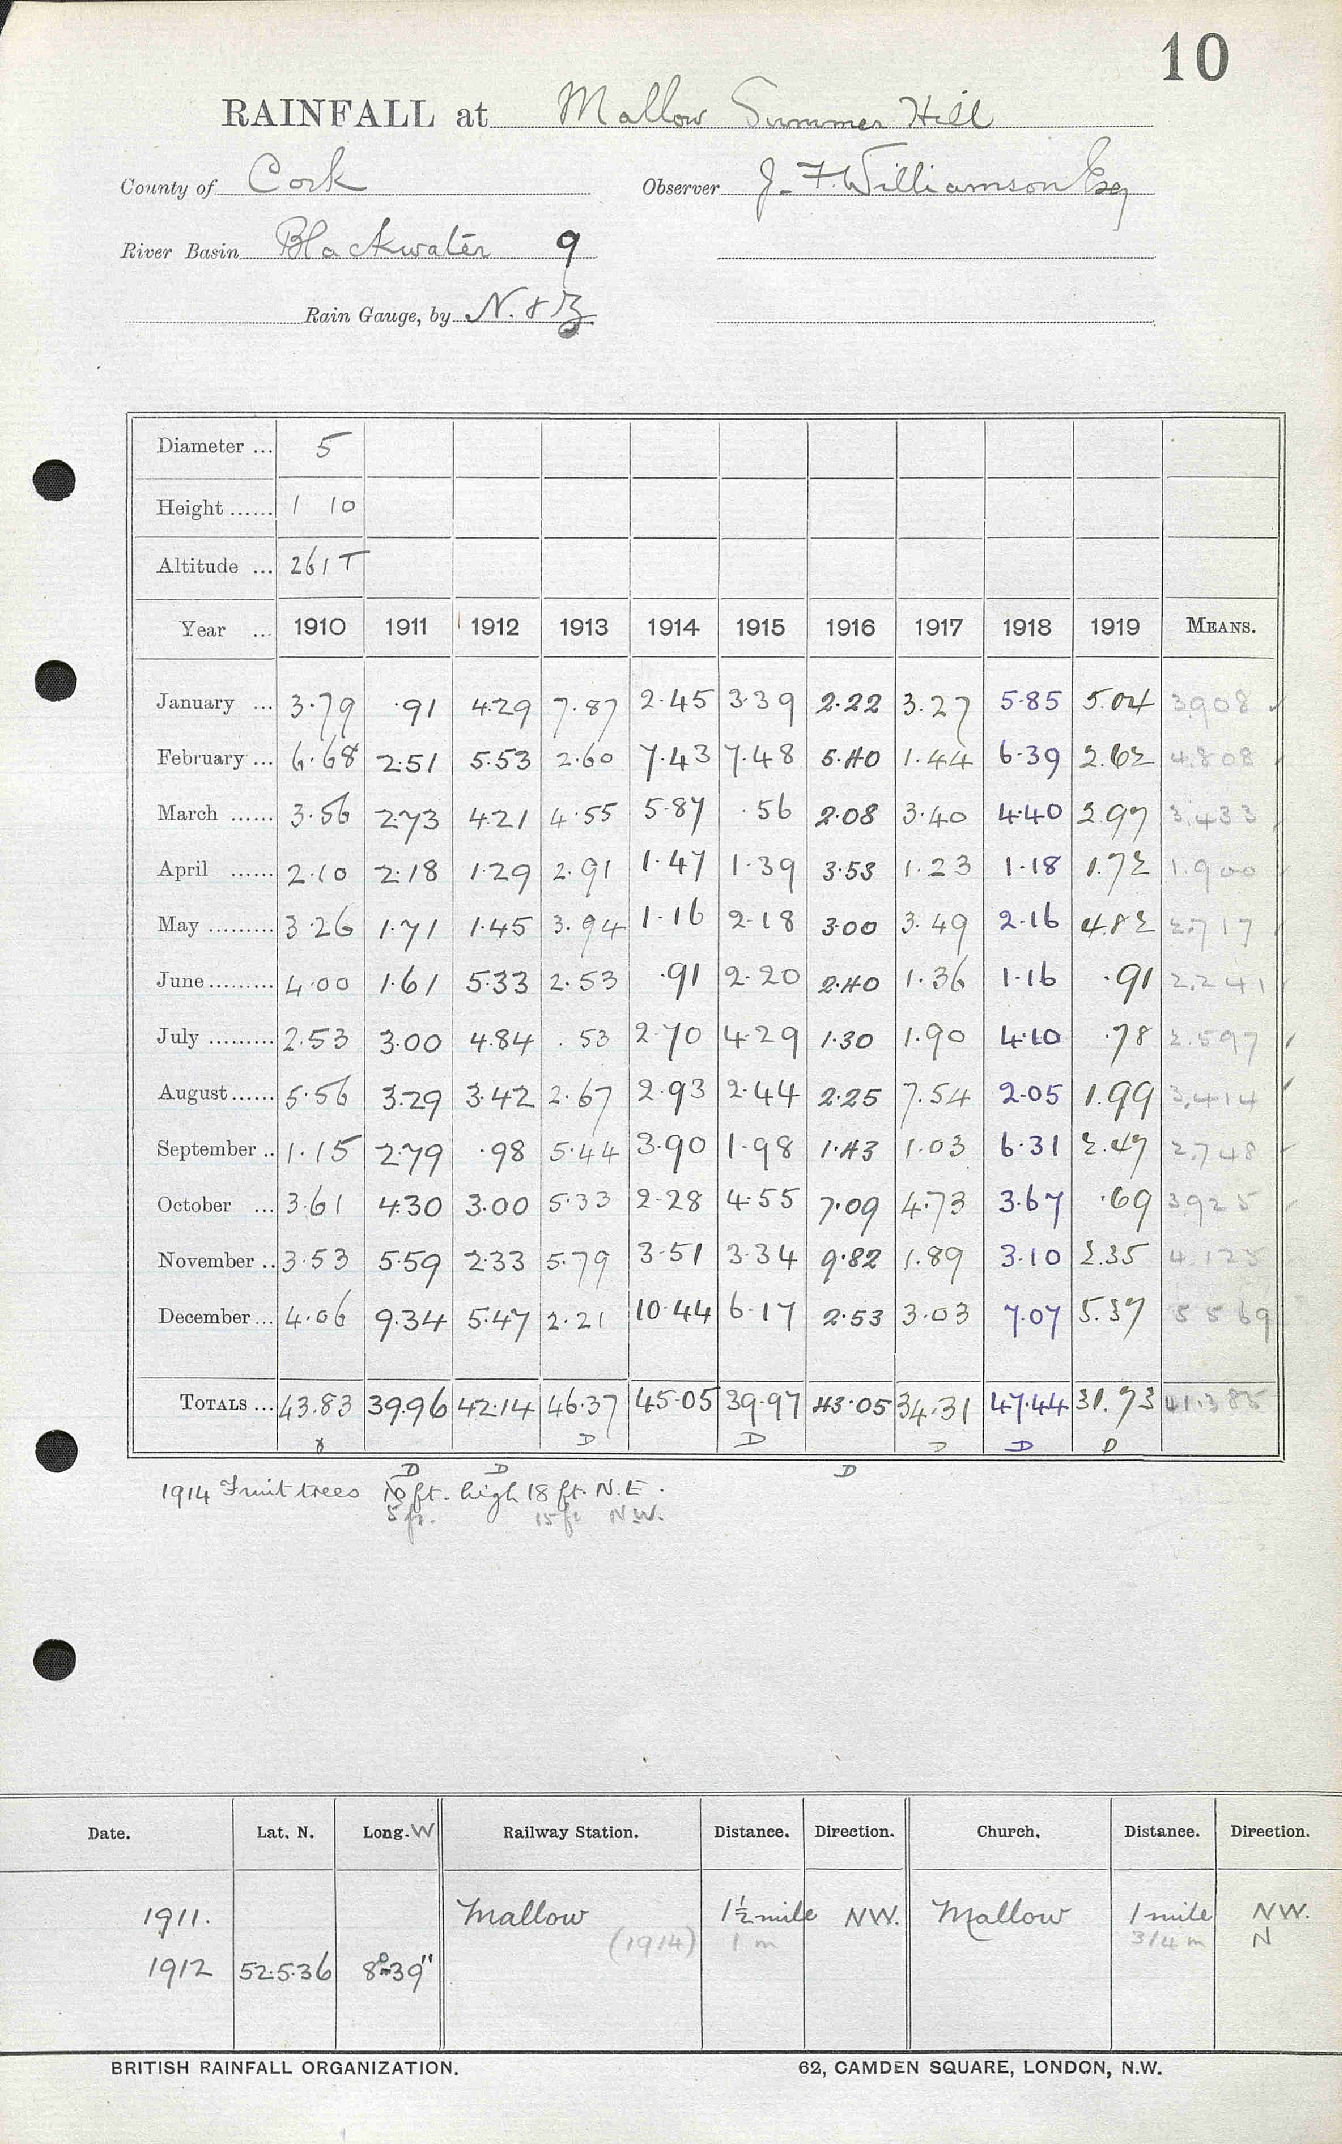 10
RAINFALL at Mallow Summer Hill
County of Cork Observer J. F. Williamson Esq
River Basin Blackwater 9
Rain Gauge, by N. & Z
Diameter ... 5
Height ...... 1 10
Altitude ... 261 T
Year ... 1910 1911 1912 1913 1914 1915 1916 1917 1918 1919 MEANS.
January ... 3.79 .91 4.29 7.87 2.45 3.39 2.22 3.27 5.85 5.04 3.908
February ... 6.68 2.51 5.53 2.60 7.43 7.48 5.40 1.44 6.39 2.62 4.808
March ...... 3.56 2.73 4.21 4.55 5.87 .56 2.08 3.40 4.40 2.97 3.433
April ...... 2.10 2.18 1.29 2.91 1.47 1.39 3.53 1.23 1.18 1.72 1.900
May ......... 3.26 1.71 1.45 3.94 1.16 2.18 3.00 3.49 2.16 4.82 2.717
June ......... 4.00 1.61 5.33 2.53 .91 2.20 2.40 1.36 1.16 .91 2.241
July ......... 2.53 3.00 4.84 .53 2.70 4.29 1.30 1.90 4.10 .78 2.597
August ...... 5.56 3.29 3.42 2.67 2.93 2.44 2.25 7.54 2.05 1.99 3.414
September .. 1.15 2.79 .98 5.44 3.90 1.98 1.43 1.03 6.31 2.47 2.748
October ... 3.61 4.30 3.00 5.33 2.28 4.55 7.09 4.73 3.67 .69 3.925
November .. 3.53 5.59 2.33 5.79 3.51 3.34 9.82 1.89 3.10 2.35 4.125
December ... 4.06 9.34 5.47 2.21 10.44 6.17 2.53 3.03 7.07 5.37 5.569
TOTALS ... 43.83 39.96 42.14 46.37 45.05 39.97 43.05 34.31 47.44 31.73 41.385
D D D D D
D D D
1914 Fruit trees 10 ft. high 18 ft. N.E.
5 ft. 15 ft N.W.
Date. Lat. N. Long. W Railway Station. Distance. Direction. Church. Distance. Direction.
1911. Mallow 1½ mile NW. Mallow 1 mile NW.
(1914) 1 m 3/4 m N
1912 52.5.36 8°39"
BRITISH RAINFALL ORGANIZATION. 62, CAMDEN SQUARE, LONDON, N.W.